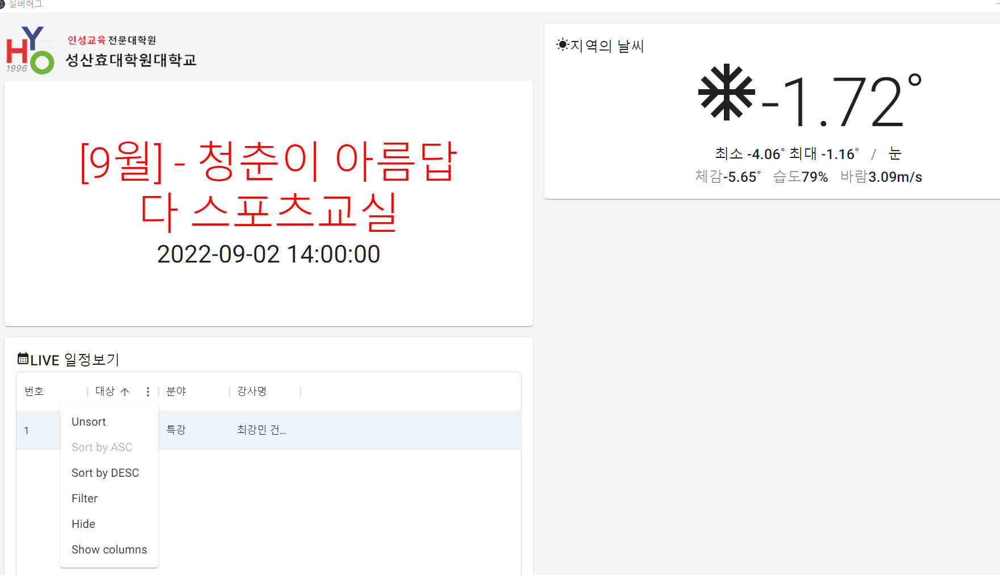 실버허그
HYO
1996
인성교육 전문대학원
성산효대학원대학교
[9월] - 청춘이 아름답
다 스포츠교실
2022-09-02 14:00:00
지역의 날씨
-1.72°
최소 -4.06° 최대 -1.16° / 눈
체감-5.65° 습도79% 바람3.09m/s
LIVE 일정보기
번호 대상 분야 강사명
1 특강 최강민 건...
Unsort
Sort by ASC
Sort by DESC
Filter
Hide
Show columns